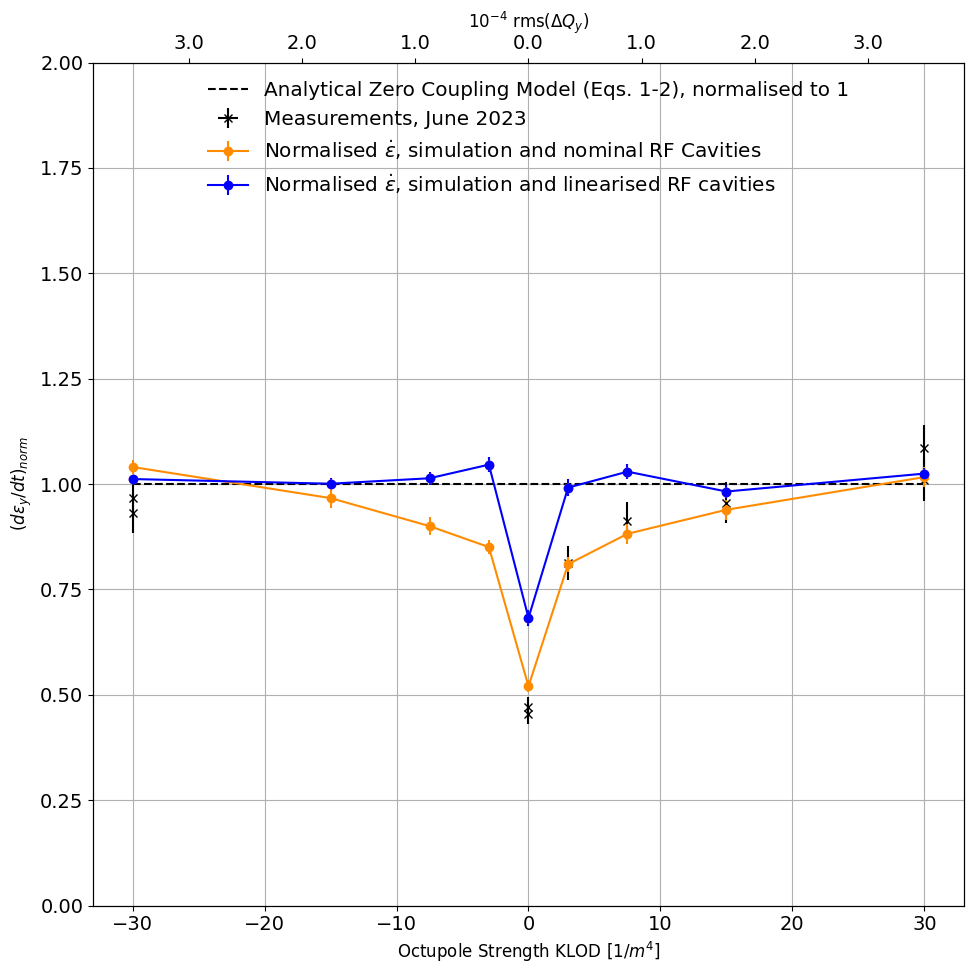 10⁻⁴ rms(ΔQ_y)
3.0 2.0 1.0 0.0 1.0 2.0 3.0
2.00
Analytical Zero Coupling Model (Eqs. 1-2), normalised to 1
Measurements, June 2023
Normalised ε̇, simulation and nominal RF Cavities
Normalised ε̇, simulation and linearised RF cavities
1.75
1.50
1.25
1.00
0.75
0.50
0.25
0.00
(dε_y/dt)_norm
−30 −20 −10 0 10 20 30
Octupole Strength KLOD [1/m⁴]